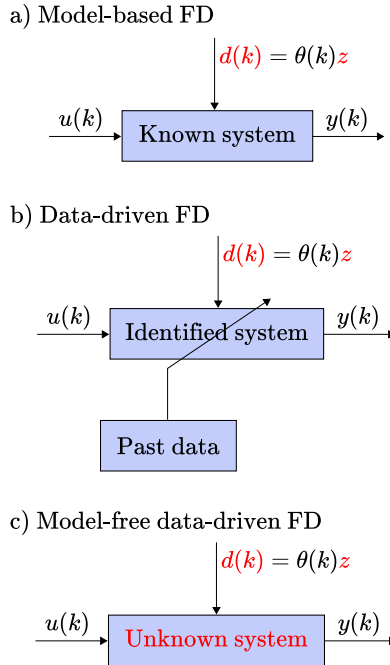 a) Model-based FD
d(k) = θ(k)z
u(k)
Known system
y(k)
b) Data-driven FD
d(k) = θ(k)z
u(k)
Identified system
y(k)
Past data
c) Model-free data-driven FD
d(k) = θ(k)z
u(k)
Unknown system
y(k)